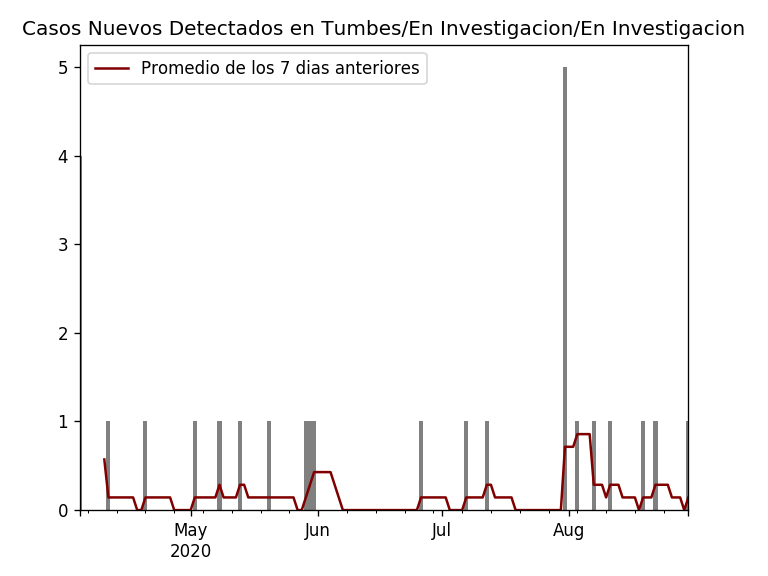 Casos Nuevos Detectados en Tumbes/En Investigacion/En Investigacion
Promedio de los 7 dias anteriores
5
4
3
2
1
0
May
2020
Jun
Jul
Aug